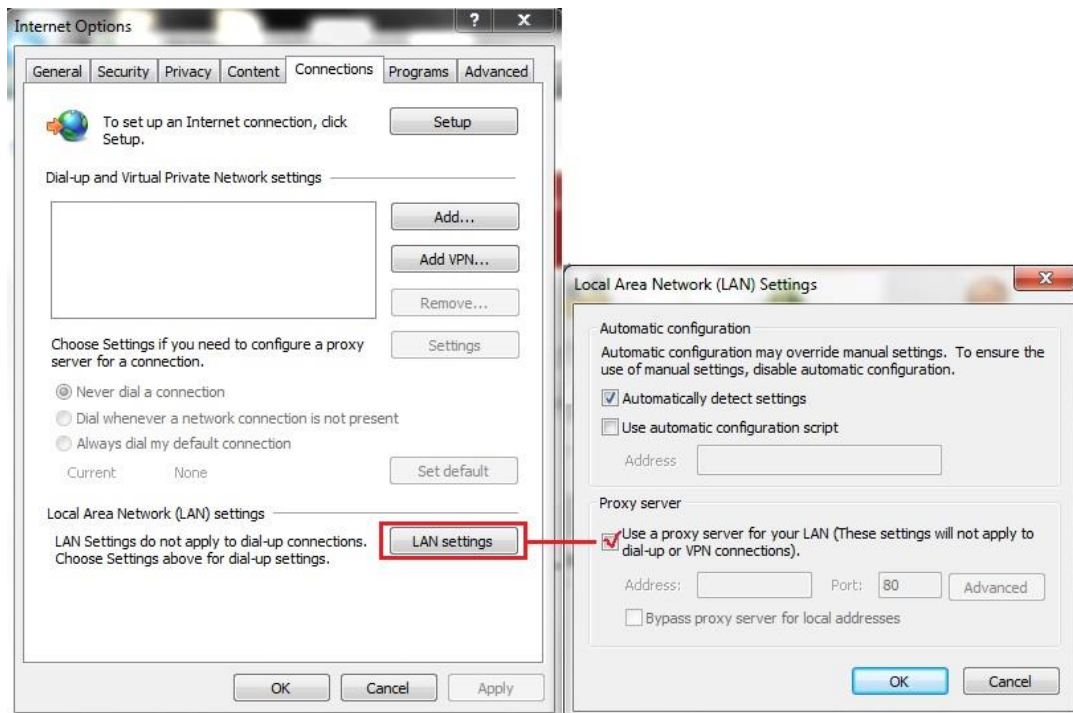 Internet Options
?
X
General Security Privacy Content Connections Programs Advanced
To set up an Internet connection, click
Setup.
Setup
Dial-up and Virtual Private Network settings
Add...
Add VPN...
Remove...
Choose Settings if you need to configure a proxy
server for a connection.
Settings
Never dial a connection
Dial whenever a network connection is not present
Always dial my default connection
Current None
Set default
Local Area Network (LAN) settings
LAN Settings do not apply to dial-up connections.
Choose Settings above for dial-up settings.
LAN settings
OK Cancel Apply
Local Area Network (LAN) Settings
X
Automatic configuration
Automatic configuration may override manual settings. To ensure the
use of manual settings, disable automatic configuration.
Automatically detect settings
Use automatic configuration script
Address
Proxy server
Use a proxy server for your LAN (These settings will not apply to
dial-up or VPN connections).
Address: Port: 80 Advanced
Bypass proxy server for local addresses
OK Cancel